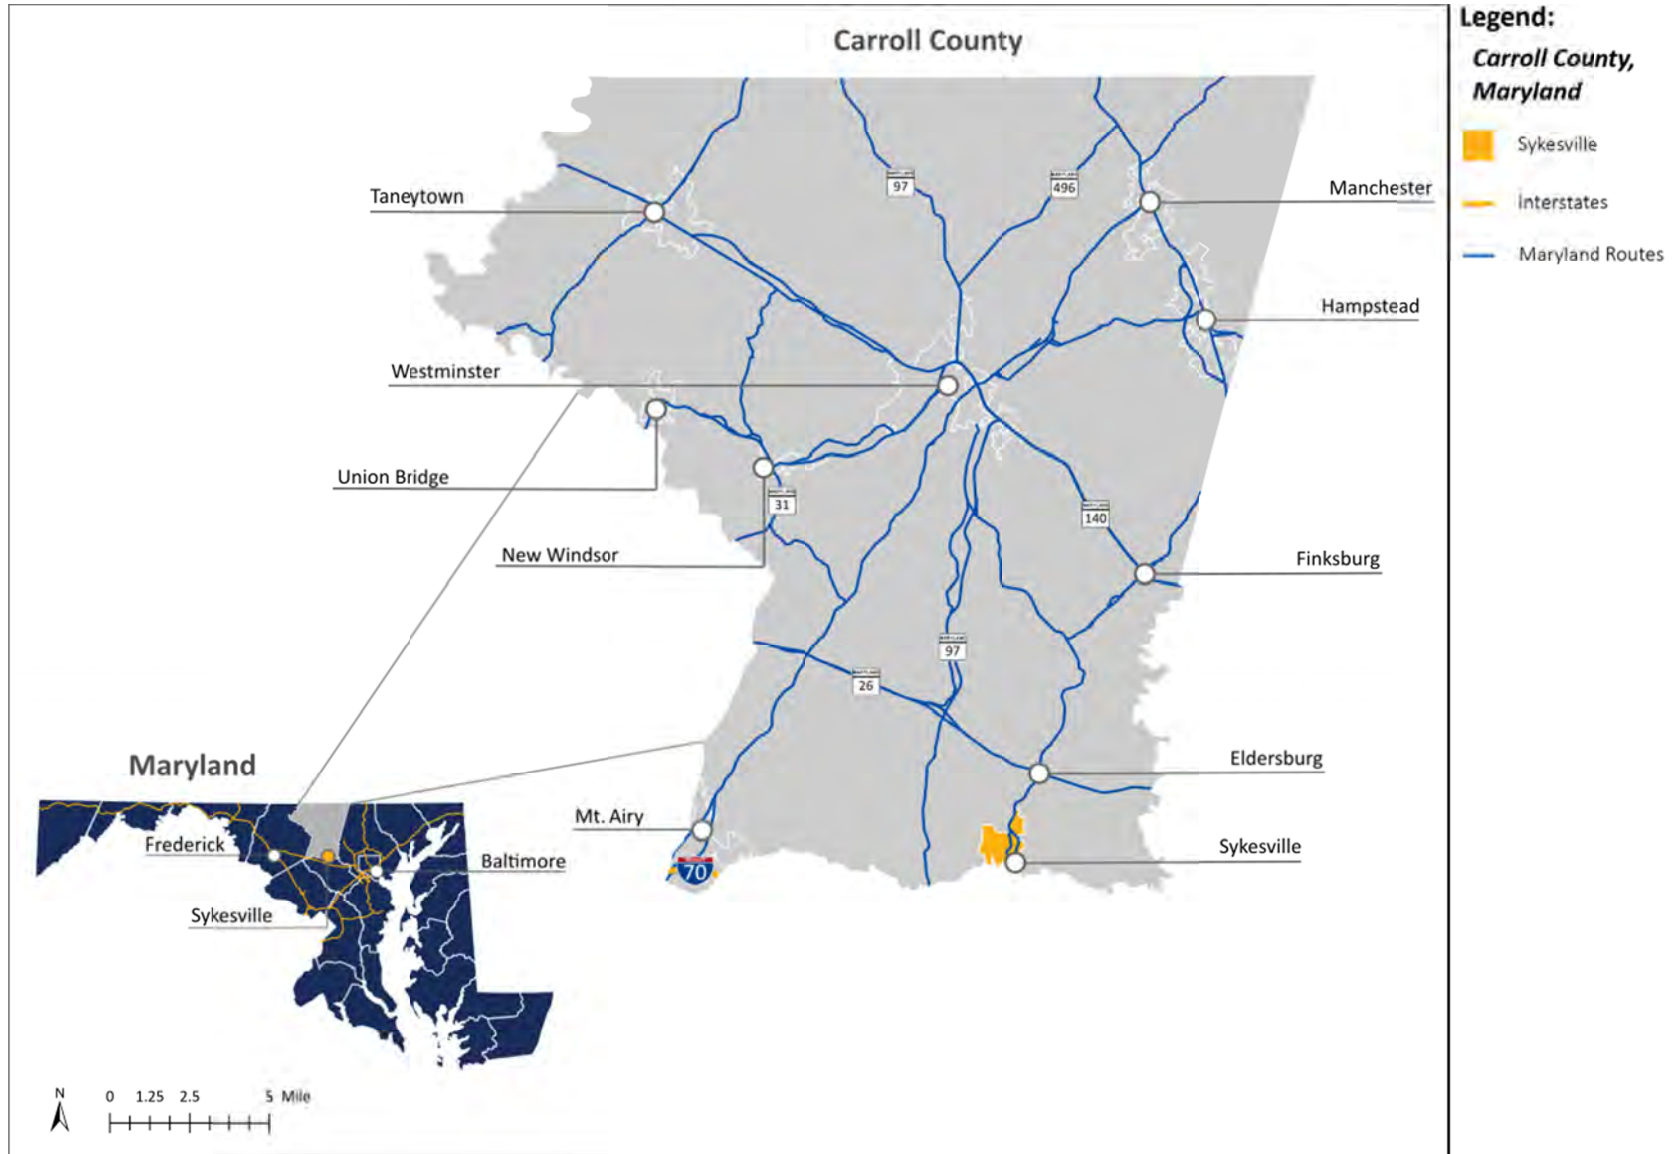 Carroll County
Legend:
Carroll County,
Maryland
Sykesville
Interstates
Maryland Routes
Taneytown
97
496
Manchester
Hampstead
Westminster
Union Bridge
31
140
New Windsor
Finksburg
97
26
Eldersburg
Maryland
Mt. Airy
70
Sykesville
Frederick
Baltimore
Sykesville
N
0 1.25 2.5 5 Mile